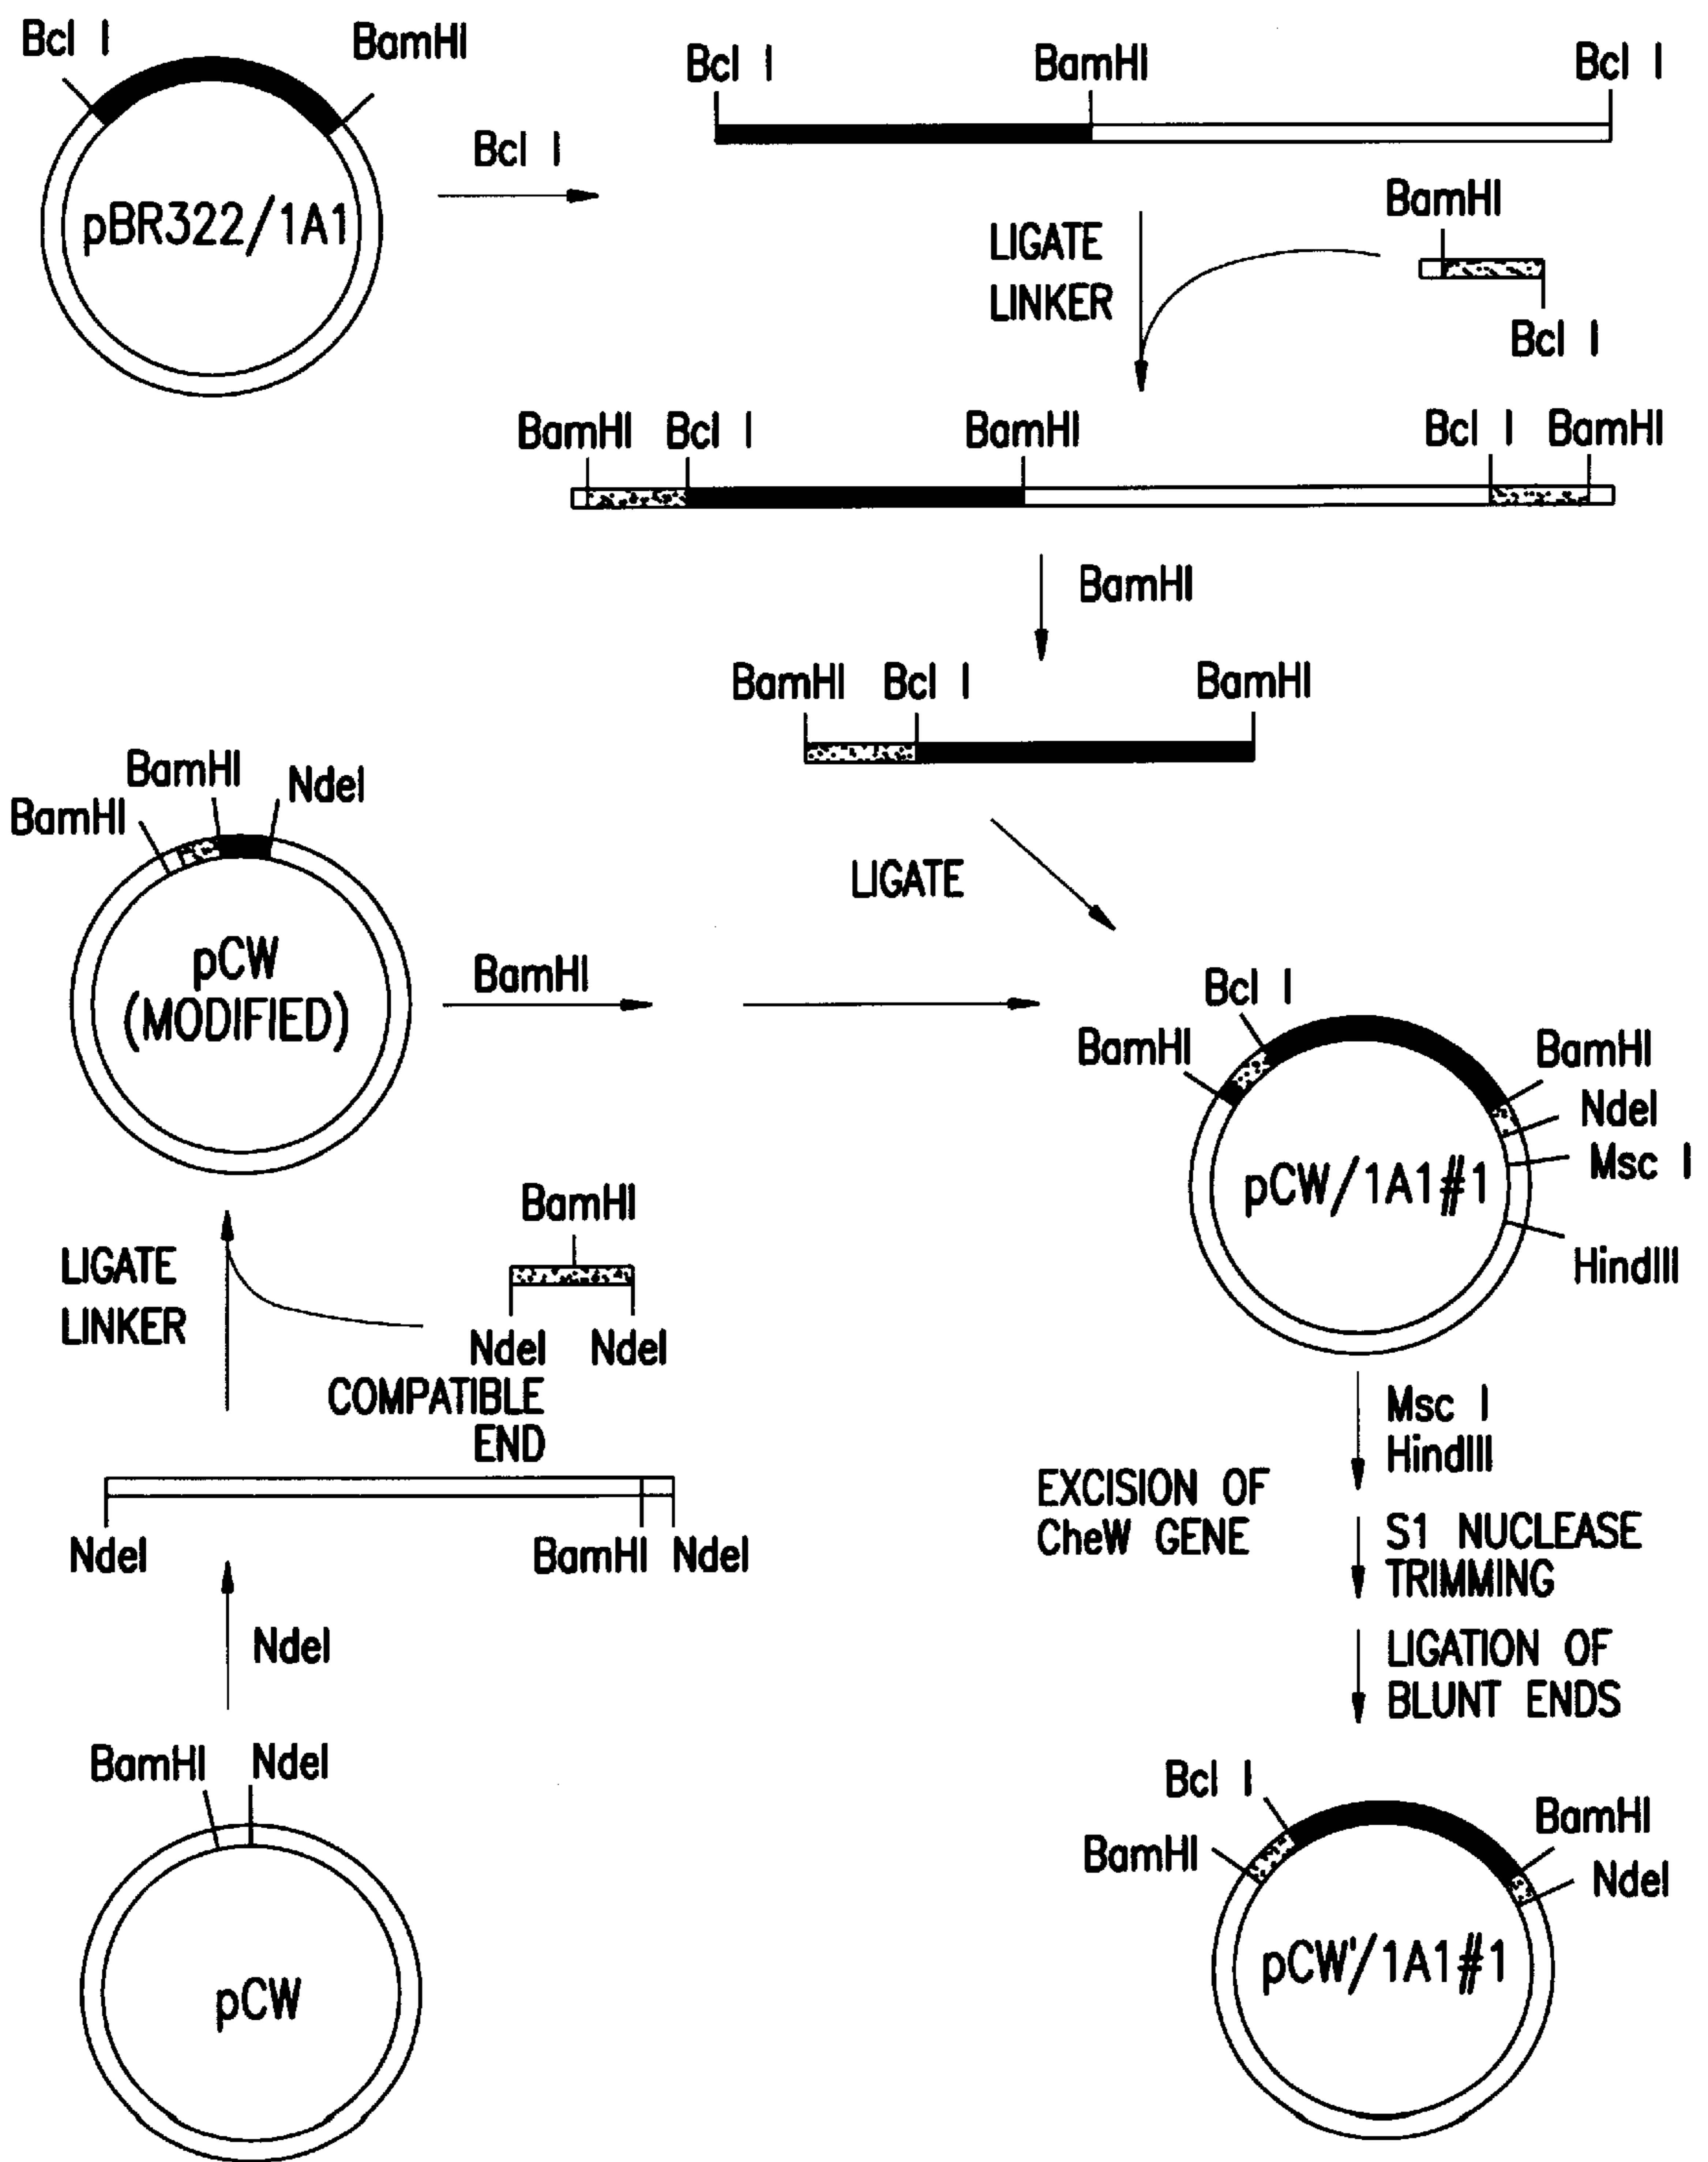 Bcl I
BamHI
pBR322/1A1
Bcl I
Bcl I
BamHI
Bcl I
LIGATE
LINKER
BamHI
Bcl I
BamHI
Bcl I
BamHI
Bcl I
BamHI
BamHI
BamHI
Bcl I
BamHI
BamHI
BamHI
NdeI
pCW
(MODIFIED)
BamHI
LIGATE
Bcl I
BamHI
BamHI
NdeI
Msc I
HindIII
pCW/1A1#1
LIGATE
LINKER
BamHI
NdeI
NdeI
COMPATIBLE
END
NdeI
BamHI
NdeI
NdeI
BamHI
NdeI
pCW
Msc I
HindIII
EXCISION OF
CheW GENE
S1 NUCLEASE
TRIMMING
LIGATION OF
BLUNT ENDS
Bcl I
BamHI
BamHI
NdeI
pCW'/1A1#1